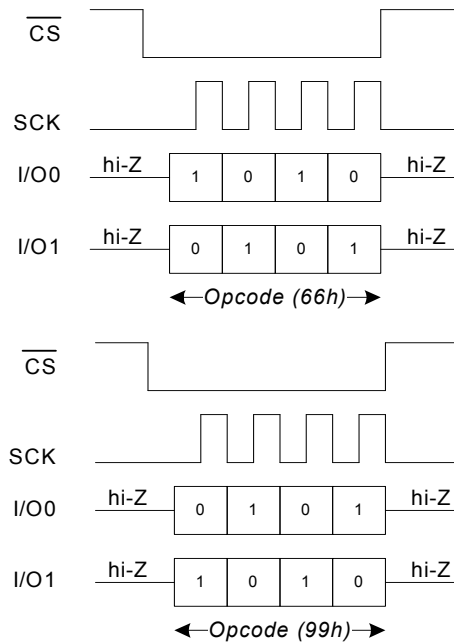 CS
SCK
hi-Z hi-Z
I/O0 1 0 1 0
hi-Z hi-Z
I/O1 0 1 0 1
Opcode (66h)
CS
SCK
hi-Z hi-Z
I/O0 0 1 0 1
hi-Z hi-Z
I/O1 1 0 1 0
Opcode (99h)